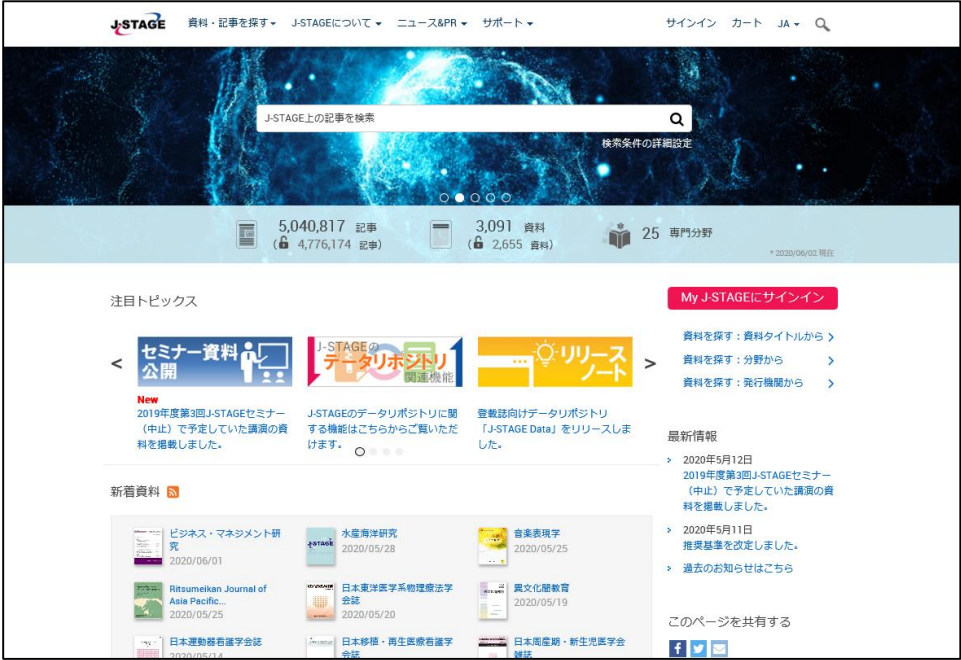 J-STAGE 資料・記事を探す J-STAGEについて ニュース&PR サポート サインイン カート JA
J-STAGE上の記事を検索
検索条件の詳細設定
5,040,817 記事
( 4,776,174 記事)
3,091 資料
( 2,655 資料)
25 専門分野
* 2020/06/02 現在
注目トピックス
<
セミナー資料
公開
New
2019年度第3回J-STAGEセミナー
（中止）で予定していた講演の資
料を掲載しました。
J-STAGEの
データリポジトリ
関連機能
J-STAGEのデータリポジトリに関
する機能はこちらからご覧いただ
けます。
リリース
ノート
登載誌向けデータリポジトリ
「J-STAGE Data」をリリースしま
した。
>
新着資料
ビジネス・マネジメント研
究
2020/06/01
水産海洋研究
2020/05/28
音楽表現学
2020/05/25
Ritsumeikan Journal of
Asia Pacific...
2020/05/25
日本東洋医学系物理療法学
会誌
2020/05/20
異文化間教育
2020/05/19
日本運動器看護学会誌
2020/05/14
日本移植・再生医療看護学
会誌
日本周産期・新生児医学会
雑誌
My J-STAGEにサインイン
資料を探す：資料タイトルから
資料を探す：分野から
資料を探す：発行機関から
最新情報
2020年5月12日
2019年度第3回J-STAGEセミナー
（中止）で予定していた講演の資
料を掲載しました。
2020年5月11日
推奨基準を改定しました。
過去のお知らせはこちら
このページを共有する